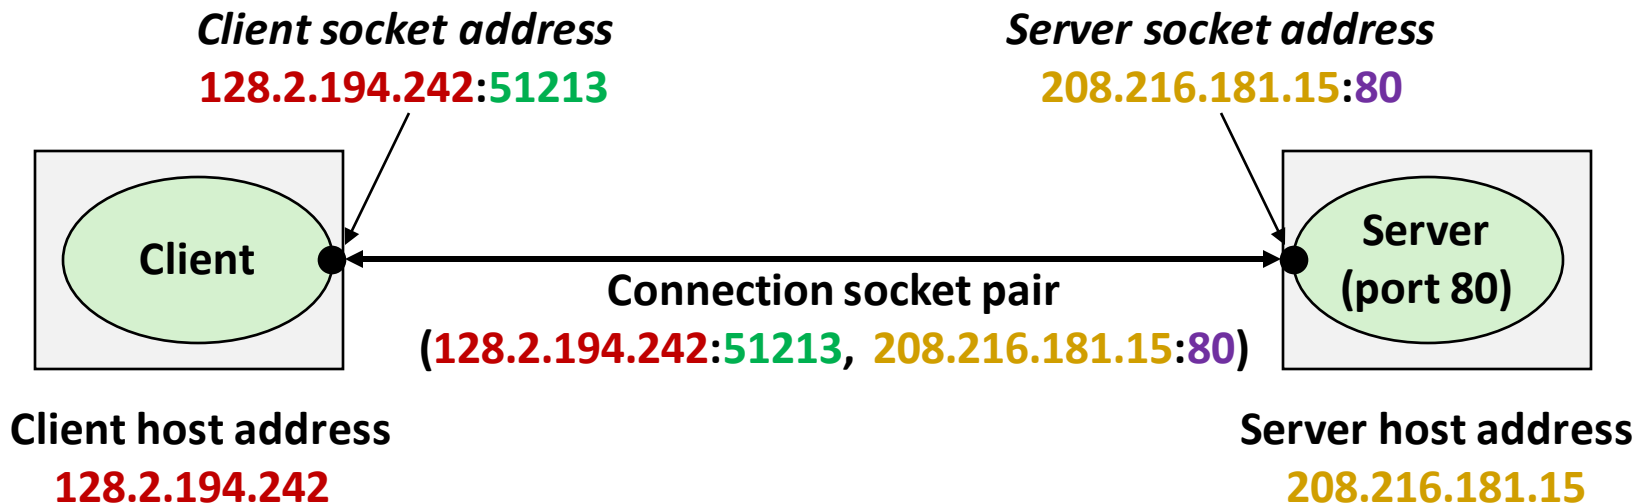 Client socket address
128.2.194.242:51213
Server socket address
208.216.181.15:80
Client
Server
(port 80)
Connection socket pair
(128.2.194.242:51213, 208.216.181.15:80)
Client host address
128.2.194.242
Server host address
208.216.181.15